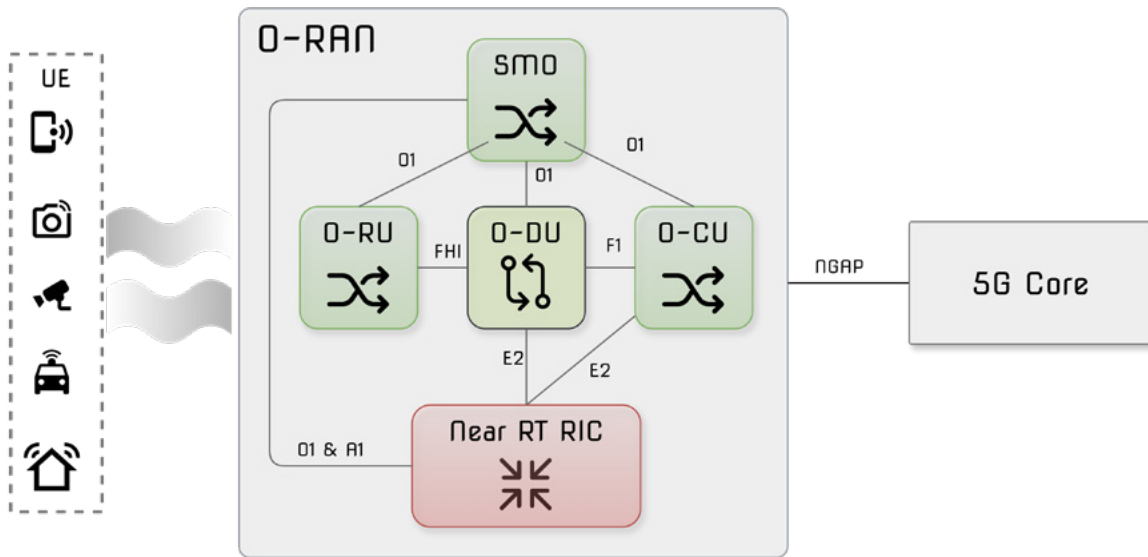 UE
O-RAN
SMO
O1
O1
O1
O-RU
FHI
O-DU
F1
O-CU
NGAP
5G Core
E2
E2
Near RT RIC
O1 & A1